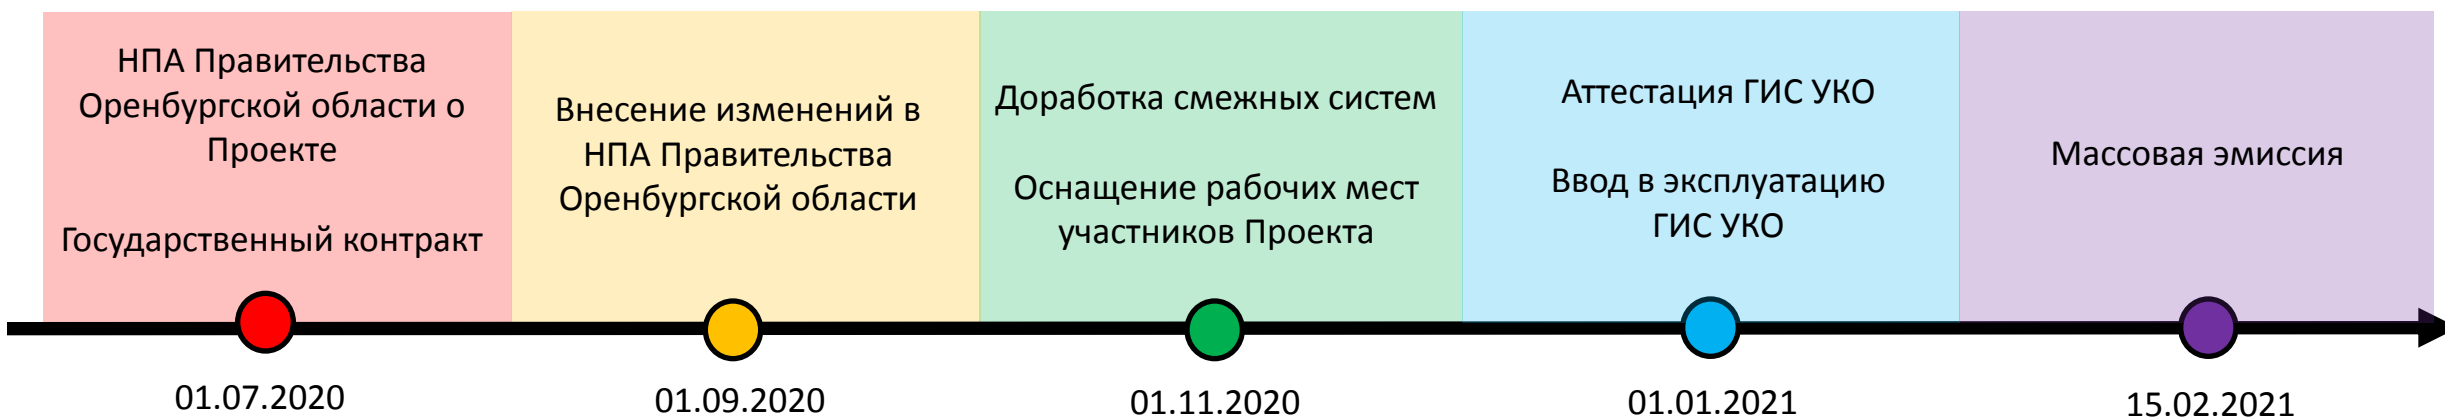 НПА Правительства
Оренбургской области о
Проекте
Государственный контракт
01.07.2020
Внесение изменений в
НПА Правительства
Оренбургской области
01.09.2020
Доработка смежных систем
Оснащение рабочих мест
участников Проекта
01.11.2020
Аттестация ГИС УКО
Ввод в эксплуатацию
ГИС УКО
01.01.2021
Массовая эмиссия
15.02.2021